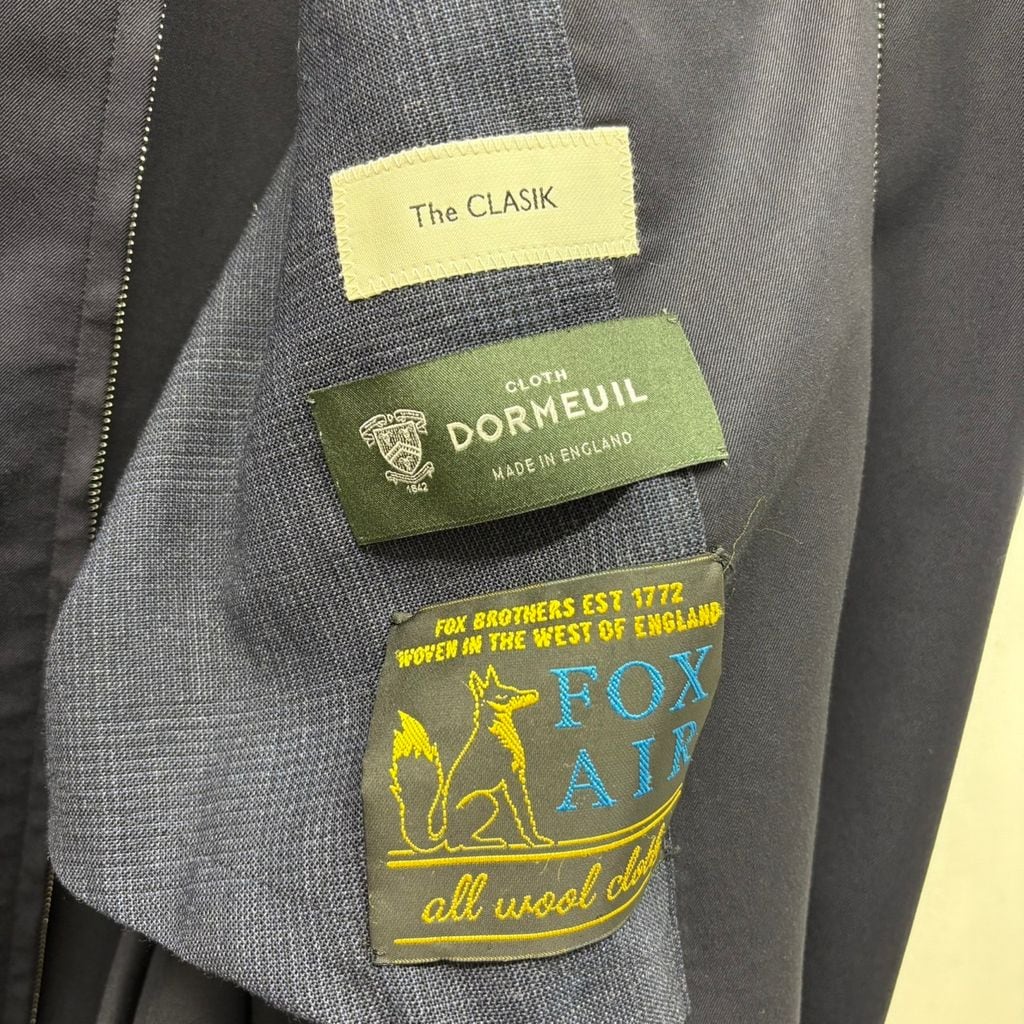 The CLASIK
CLOTH
DORMEUIL
MADE IN ENGLAND
1842
FOX BROTHERS EST 1772
WOVEN IN THE WEST OF ENGLAND
FOX
AIR
all wool cloth